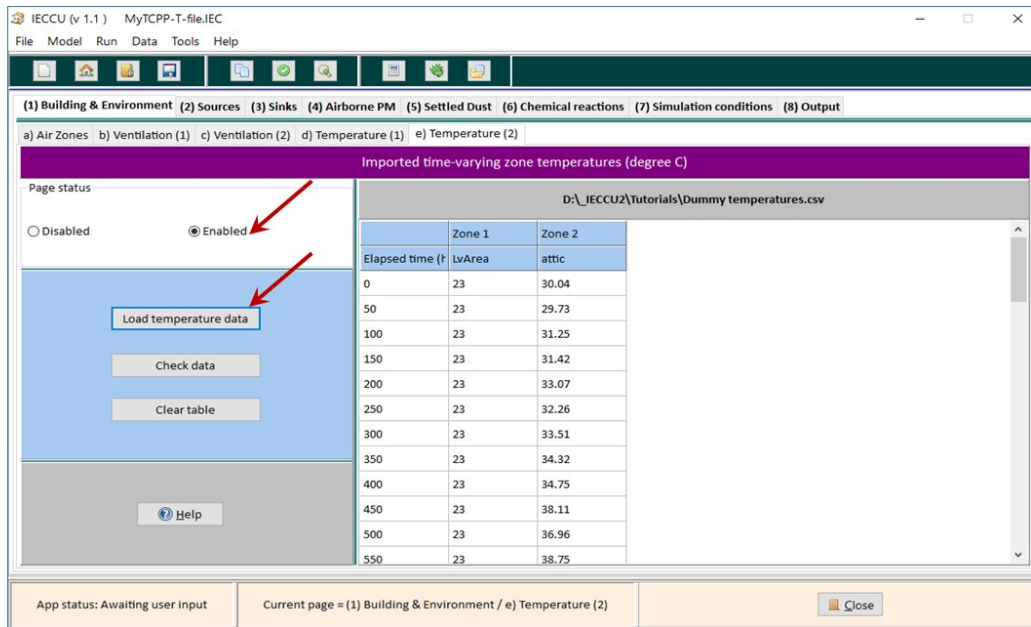 IECCU (v 1.1 )    MyTCPP-T-file.IEC
File  Model  Run  Data  Tools  Help
(1) Building & Environment  (2) Sources  (3) Sinks  (4) Airborne PM  (5) Settled Dust  (6) Chemical reactions  (7) Simulation conditions  (8) Output
a) Air Zones  b) Ventilation (1)  c) Ventilation (2)  d) Temperature (1)  e) Temperature (2)
Imported time-varying zone temperatures (degree C)
Page status
Disabled  Enabled
Load temperature data
Check data
Clear table
Help
D:\_IECCU2\Tutorials\Dummy temperatures.csv
Zone 1  Zone 2
Elapsed time (h  LvArea  attic
0  23  30.04
50  23  29.73
100  23  31.25
150  23  31.42
200  23  33.07
250  23  32.26
300  23  33.51
350  23  34.32
400  23  34.75
450  23  38.11
500  23  36.96
550  23  38.75
App status: Awaiting user input  Current page = (1) Building & Environment / e) Temperature (2)  Close